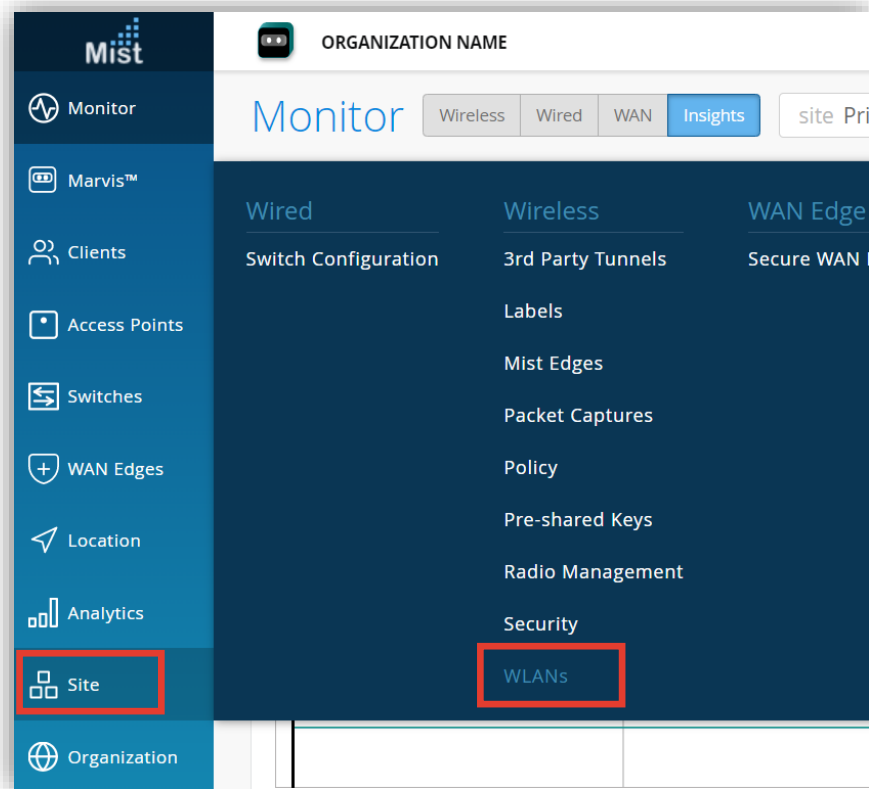 Mist
ORGANIZATION NAME
Monitor
Marvis™
Clients
Access Points
Switches
WAN Edges
Location
Analytics
Site
Organization
Monitor
Wireless
Wired
WAN
Insights
site Pri
Wired
Switch Configuration
Wireless
3rd Party Tunnels
Labels
Mist Edges
Packet Captures
Policy
Pre-shared Keys
Radio Management
Security
WLANs
WAN Edge
Secure WAN